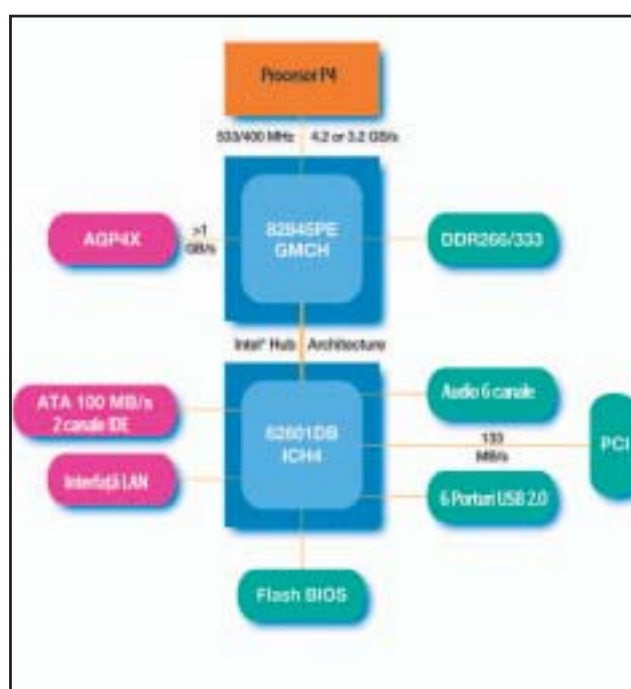 Procesor P4
533/400 MHz
4.2 or 3.2 GB/s
AGP4X
>1
GB/s
82845PE
GMCH
DDR266/333
Intel® Hub
Architecture
ATA 100 MB/s
2 canale IDE
82801DB
ICH4
Audio 6 canale
133
MB/s
PCI
Interfaţă LAN
6 Porturi USB 2.0
Flash BIOS